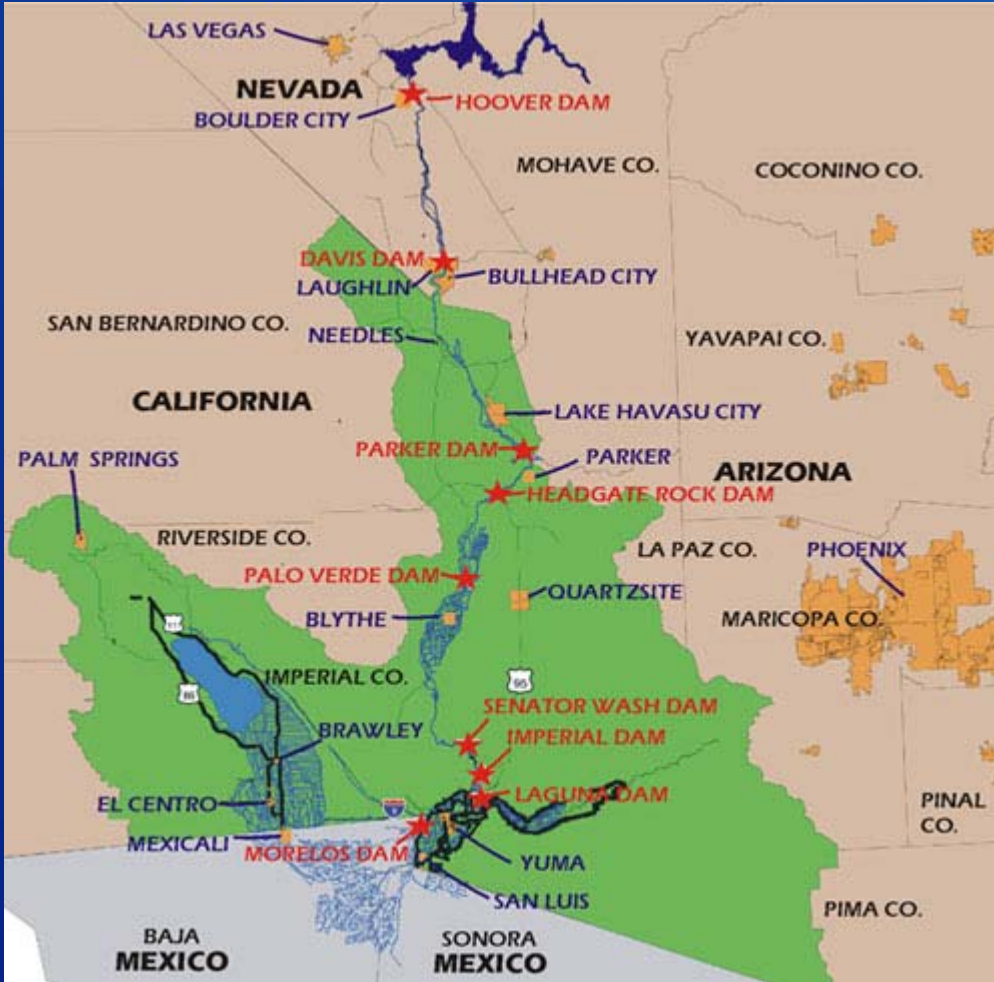 LAS VEGAS
NEVADA
HOOVER DAM
BOULDER CITY
MOHAVE CO.
COCONINO CO.
DAVIS DAM
LAUGHLIN
BULLHEAD CITY
SAN BERNARDINO CO.
NEEDLES
YAVAPAI CO.
CALIFORNIA
LAKE HAVASU CITY
PARKER DAM
PARKER
PALM SPRINGS
ARIZONA
HEADGATE ROCK DAM
RIVERSIDE CO.
LA PAZ CO.
PHOENIX
PALO VERDE DAM
QUARTZSITE
BLYTHE
MARICOPA CO.
111
IMPERIAL CO.
95
86
SENATOR WASH DAM
BRAWLEY
IMPERIAL DAM
EL CENTRO
LAGUNA DAM
PINAL
CO.
8
MEXICALI
MORELOS DAM
YUMA
SAN LUIS
PIMA CO.
BAJA
MEXICO
SONORA
MEXICO